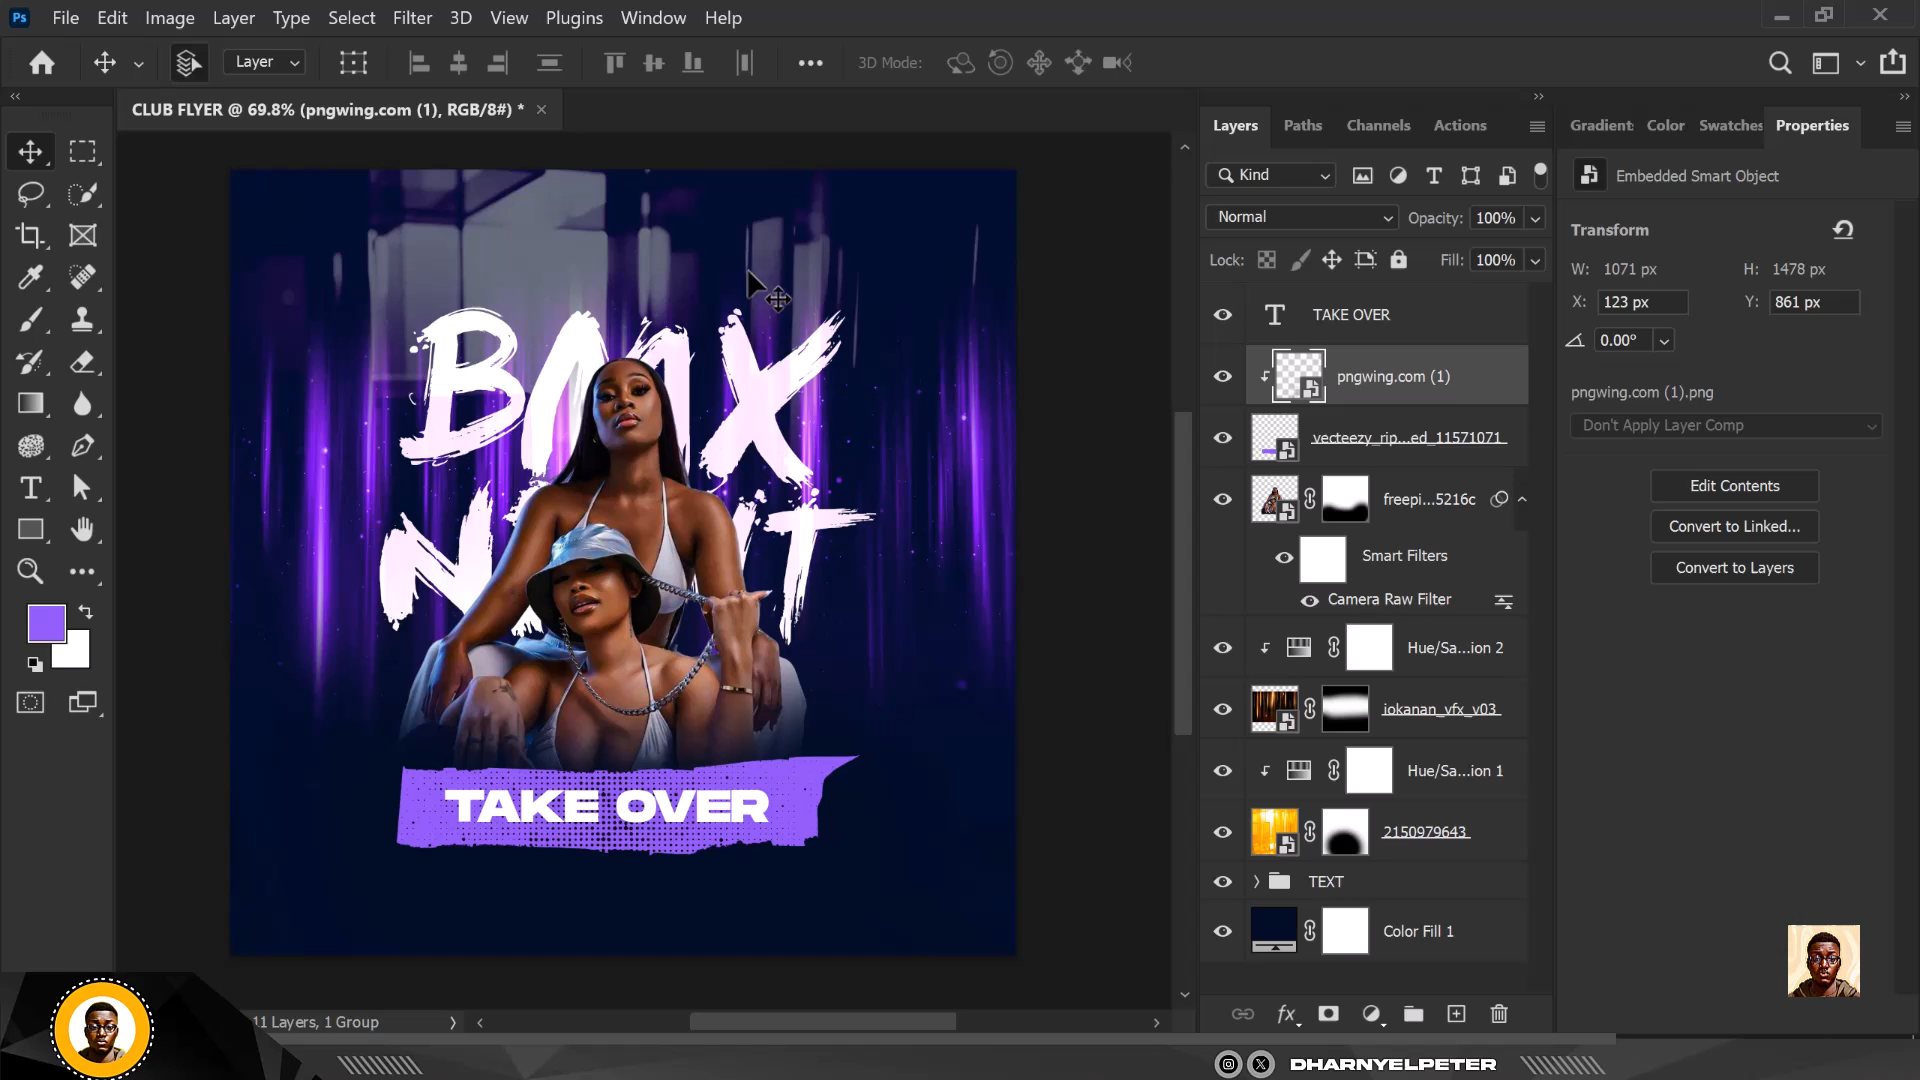 Ps File Edit Image Layer Type Select Filter 3D View Plugins Window Help
Layer 3D Mode:
CLUB FLYER @ 69.8% (pngwing.com (1), RGB/8#) *
Layers Paths Channels Actions
Gradient Color Swatches Properties
Kind
Embedded Smart Object
Normal Opacity: 100%
Transform
Lock: Fill: 100%
W: 1071 px H: 1478 px
X: 123 px Y: 861 px
0.00°
TAKE OVER
pngwing.com (1)
pngwing.com (1).png
Don't Apply Layer Comp
vecteezy_rip...ed_11571071
Edit Contents
freepi...5216c
Convert to Linked...
Smart Filters
Convert to Layers
Camera Raw Filter
Hue/Sa...ion 2
iokanan_vfx_v03
Hue/Sa...ion 1
2150979643
TEXT
Color Fill 1
TAKE OVER
11 Layers, 1 Group
DHARNYELPETER